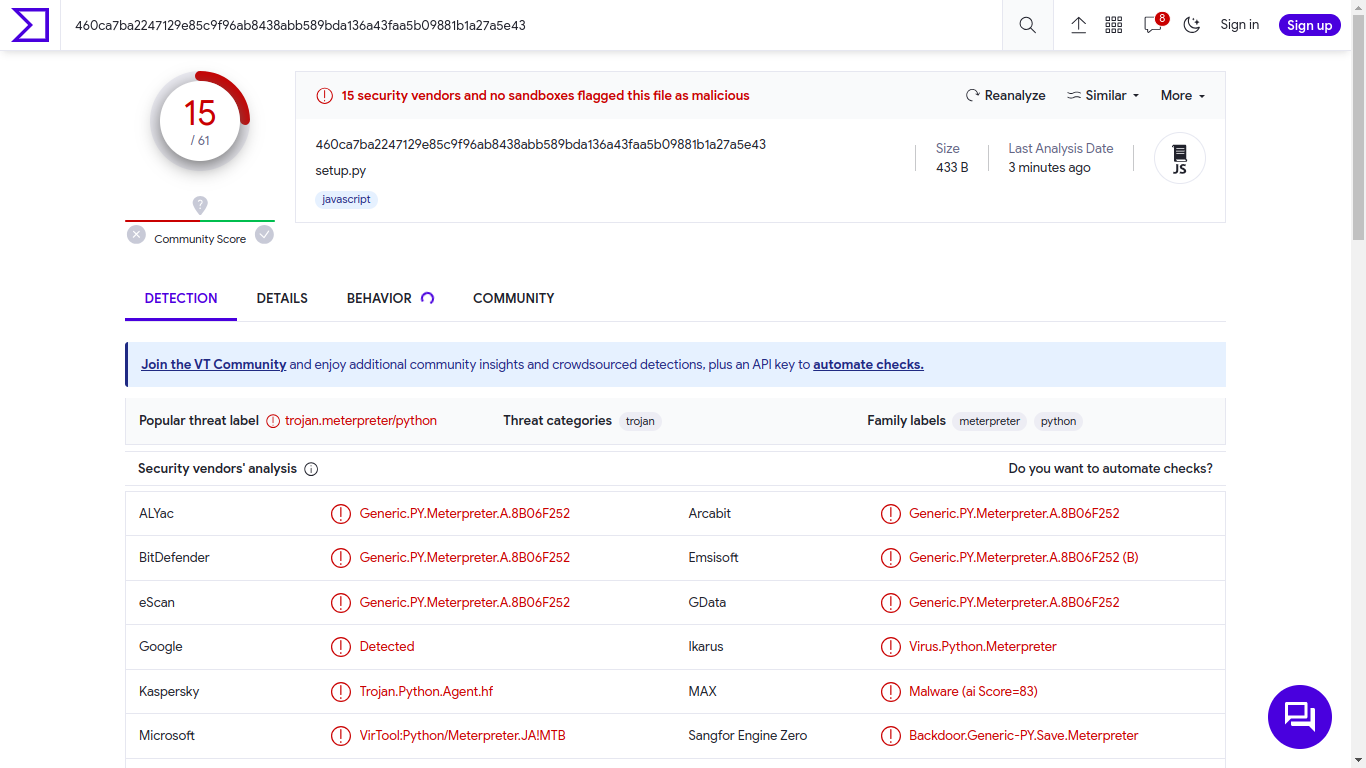 460ca7ba2247129e85c9f96ab8438abb589bda136a43faa5b09881b1a27a5e43
8
Sign in
Sign up
15
/ 61
15 security vendors and no sandboxes flagged this file as malicious
Reanalyze
Similar
More
460ca7ba2247129e85c9f96ab8438abb589bda136a43faa5b09881b1a27a5e43
setup.py
javascript
Size
433 B
Last Analysis Date
3 minutes ago
JS
?
Community Score
DETECTION
DETAILS
BEHAVIOR
COMMUNITY
Join the VT Community and enjoy additional community insights and crowdsourced detections, plus an API key to automate checks.
Popular threat label trojan.meterpreter/python
Threat categories trojan
Family labels meterpreter python
Security vendors' analysis
Do you want to automate checks?
ALYac Generic.PY.Meterpreter.A.8B06F252 Arcabit Generic.PY.Meterpreter.A.8B06F252
BitDefender Generic.PY.Meterpreter.A.8B06F252 Emsisoft Generic.PY.Meterpreter.A.8B06F252 (B)
eScan Generic.PY.Meterpreter.A.8B06F252 GData Generic.PY.Meterpreter.A.8B06F252
Google Detected Ikarus Virus.Python.Meterpreter
Kaspersky Trojan.Python.Agent.hf MAX Malware (ai Score=83)
Microsoft VirTool:Python/Meterpreter.JA!MTB Sangfor Engine Zero Backdoor.Generic-PY.Save.Meterpreter